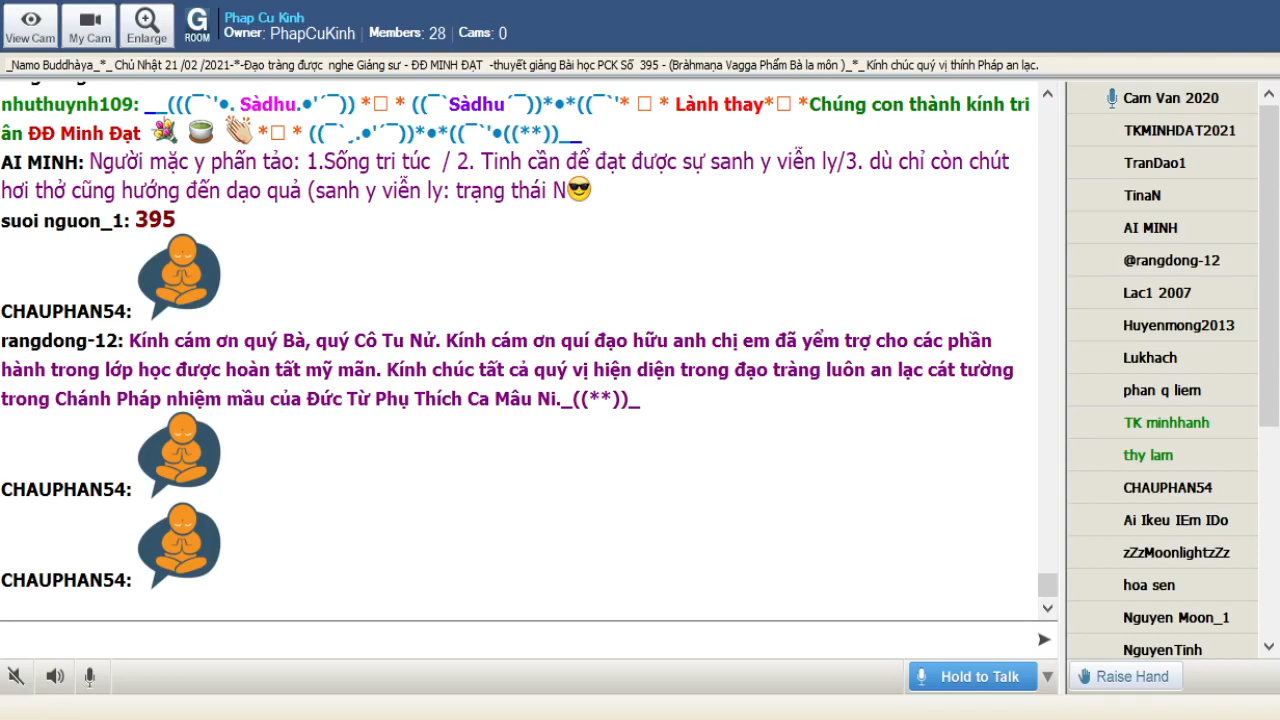 View Cam
My Cam
Enlarge
G
ROOM
Phap Cu Kinh
Owner: PhapCuKinh | Members: 28 | Cams: 0
_Namo Buddhàya_*_ Chủ Nhật 21 /02 /2021-*-Đạo tràng được nghe Giảng sư - ĐĐ MINH ĐẠT -thuyết giảng Bài học PCK Số 395 - (Bràhmaṇa Vagga Phẩm Bà la môn )_*_ Kính chúc quý vị thính Pháp an lạc.
nhuthuynh109: __(((¯`'•. Sàdhu.•'´¯)) *□ * ((¯`Sàdhu´¯))*•*((¯`'* □ * Lành thay*□ *Chúng con thành kính tri
ân ĐĐ Minh Đạt *□ * ((¯`.•'´¯))*•*((¯`'•((**))__
AI MINH: Người mặc y phấn tảo: 1.Sống tri túc / 2. Tinh cần để đạt được sự sanh y viễn ly/3. dù chỉ còn chút
hơi thở cũng hướng đến dạo quả (sanh y viễn ly: trạng thái N
suoi nguon_1: 395
CHAUPHAN54:
rangdong-12: Kính cám ơn quý Bà, quý Cô Tu Nử. Kính cám ơn quí đạo hữu anh chị em đã yểm trợ cho các phần
hành trong lớp học được hoàn tất mỹ mãn. Kính chúc tất cả quý vị hiện diện trong đạo tràng luôn an lạc cát tường
trong Chánh Pháp nhiệm mầu của Đức Từ Phụ Thích Ca Mâu Ni._((**))_
CHAUPHAN54:
CHAUPHAN54:
Cam Van 2020
TKMINHDAT2021
TranDao1
TinaN
AI MINH
@rangdong-12
Lac1 2007
Huyenmong2013
Lukhach
phan q liem
TK minhhanh
thy lam
CHAUPHAN54
Ai Ikeu IEm IDo
zZzMoonlightzZz
hoa sen
Nguyen Moon_1
NguyenTinh
Hold to Talk
Raise Hand